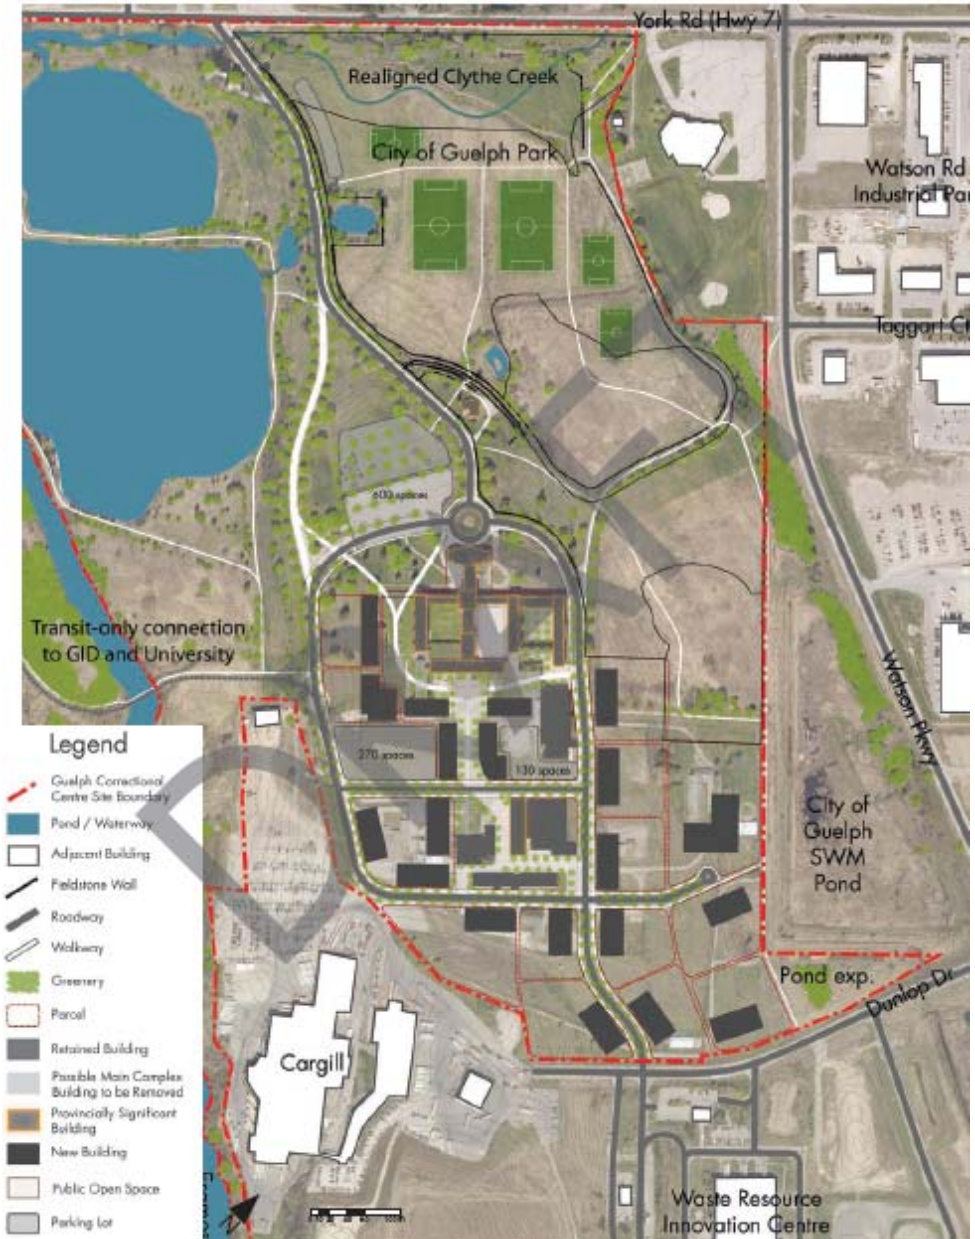 York Rd (Hwy 7)
Realigned Clythe Creek
City of Guelph Park
Watson Rd
Industrial Par
Taggart C
600 spaces
Transit-only connection
to GID and University
Watson Pkwy
270 spaces
130 spaces
City of
Guelph
SWM
Pond
Pond exp.
Dunlop Dr
Cargill
Waste Resource
Innovation Centre
Legend
Guelph Correctional
Centre Site Boundary
Pond / Waterway
Adjacent Building
Fieldstone Wall
Roadway
Walkway
Greenery
Parcel
Retained Building
Possible Main Complex
Building to be Removed
Provincially Significant
Building
New Building
Public Open Space
Parking Lot